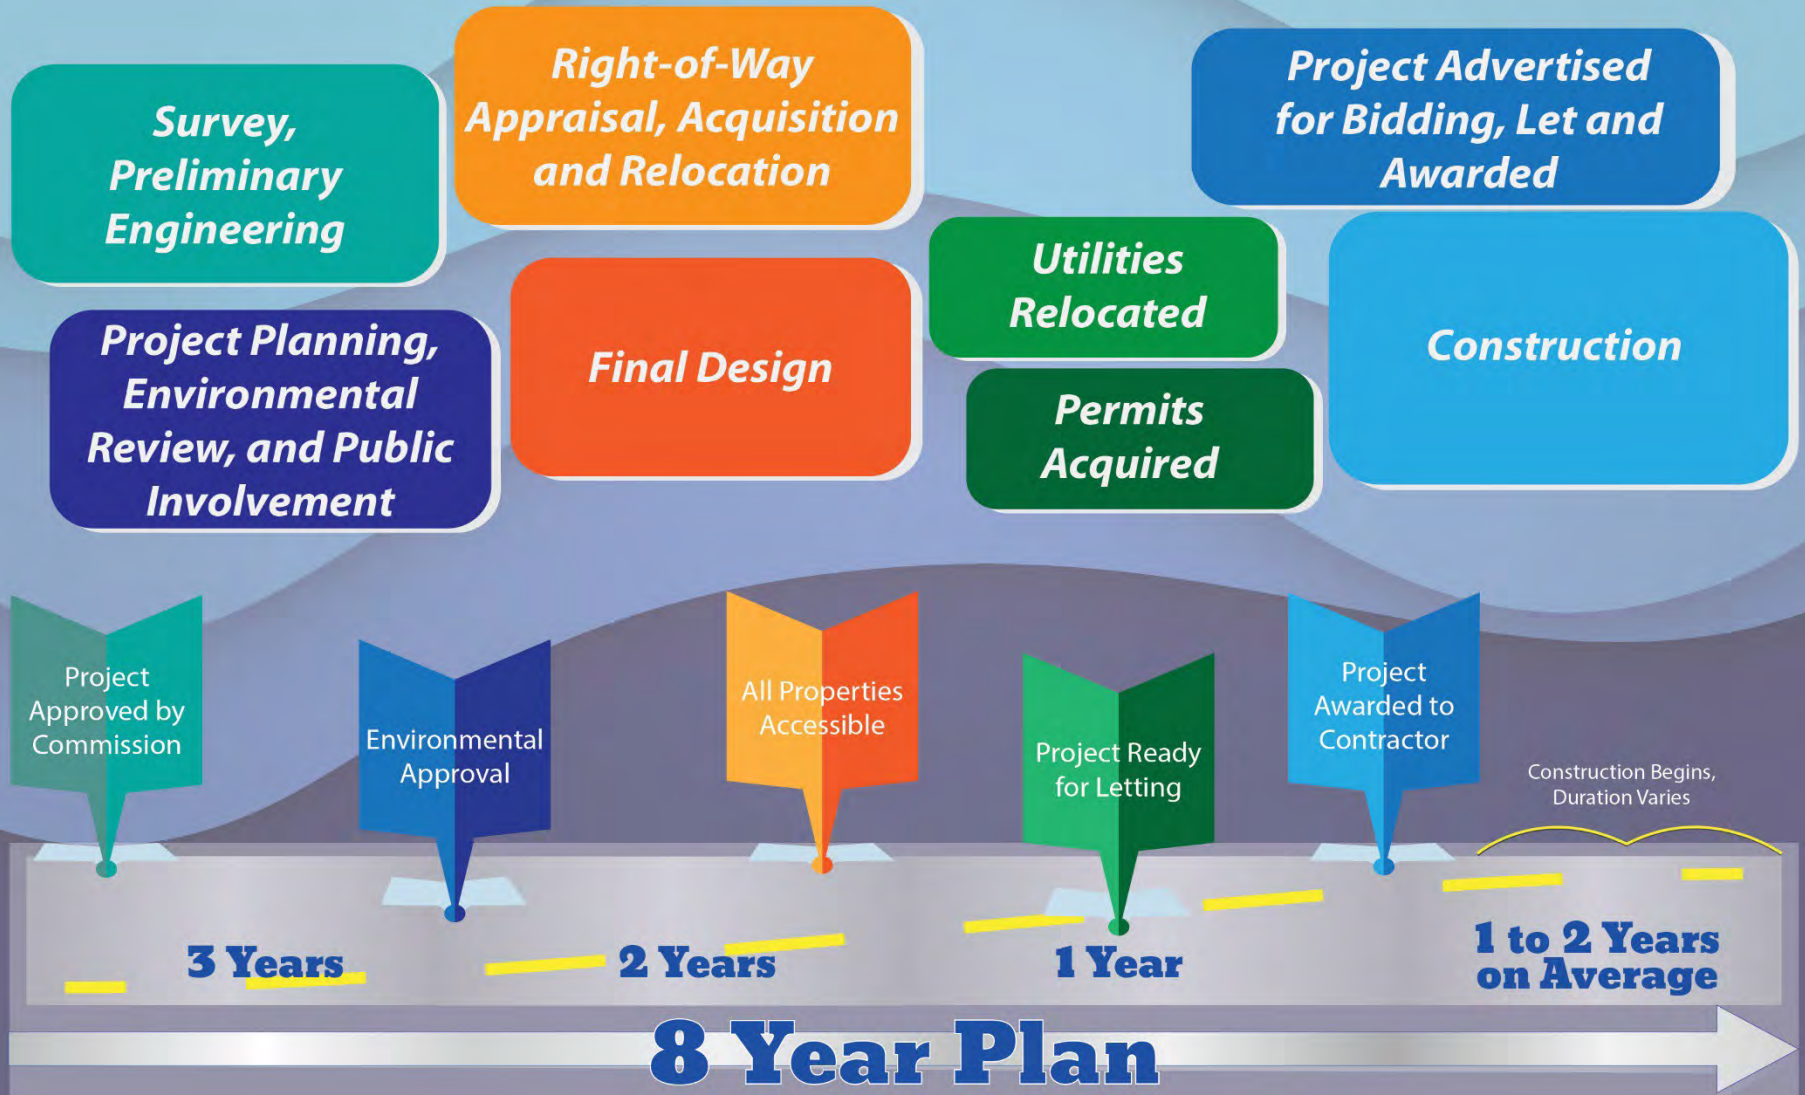 Survey,
Preliminary
Engineering
Right-of-Way
Appraisal, Acquisition
and Relocation
Project Advertised
for Bidding, Let and
Awarded
Project Planning,
Environmental
Review, and Public
Involvement
Final Design
Utilities
Relocated
Permits
Acquired
Construction
Project
Approved by
Commission
Environmental
Approval
All Properties
Accessible
Project Ready
for Letting
Project
Awarded to
Contractor
Construction Begins,
Duration Varies
3 Years
2 Years
1 Year
1 to 2 Years
on Average
8 Year Plan